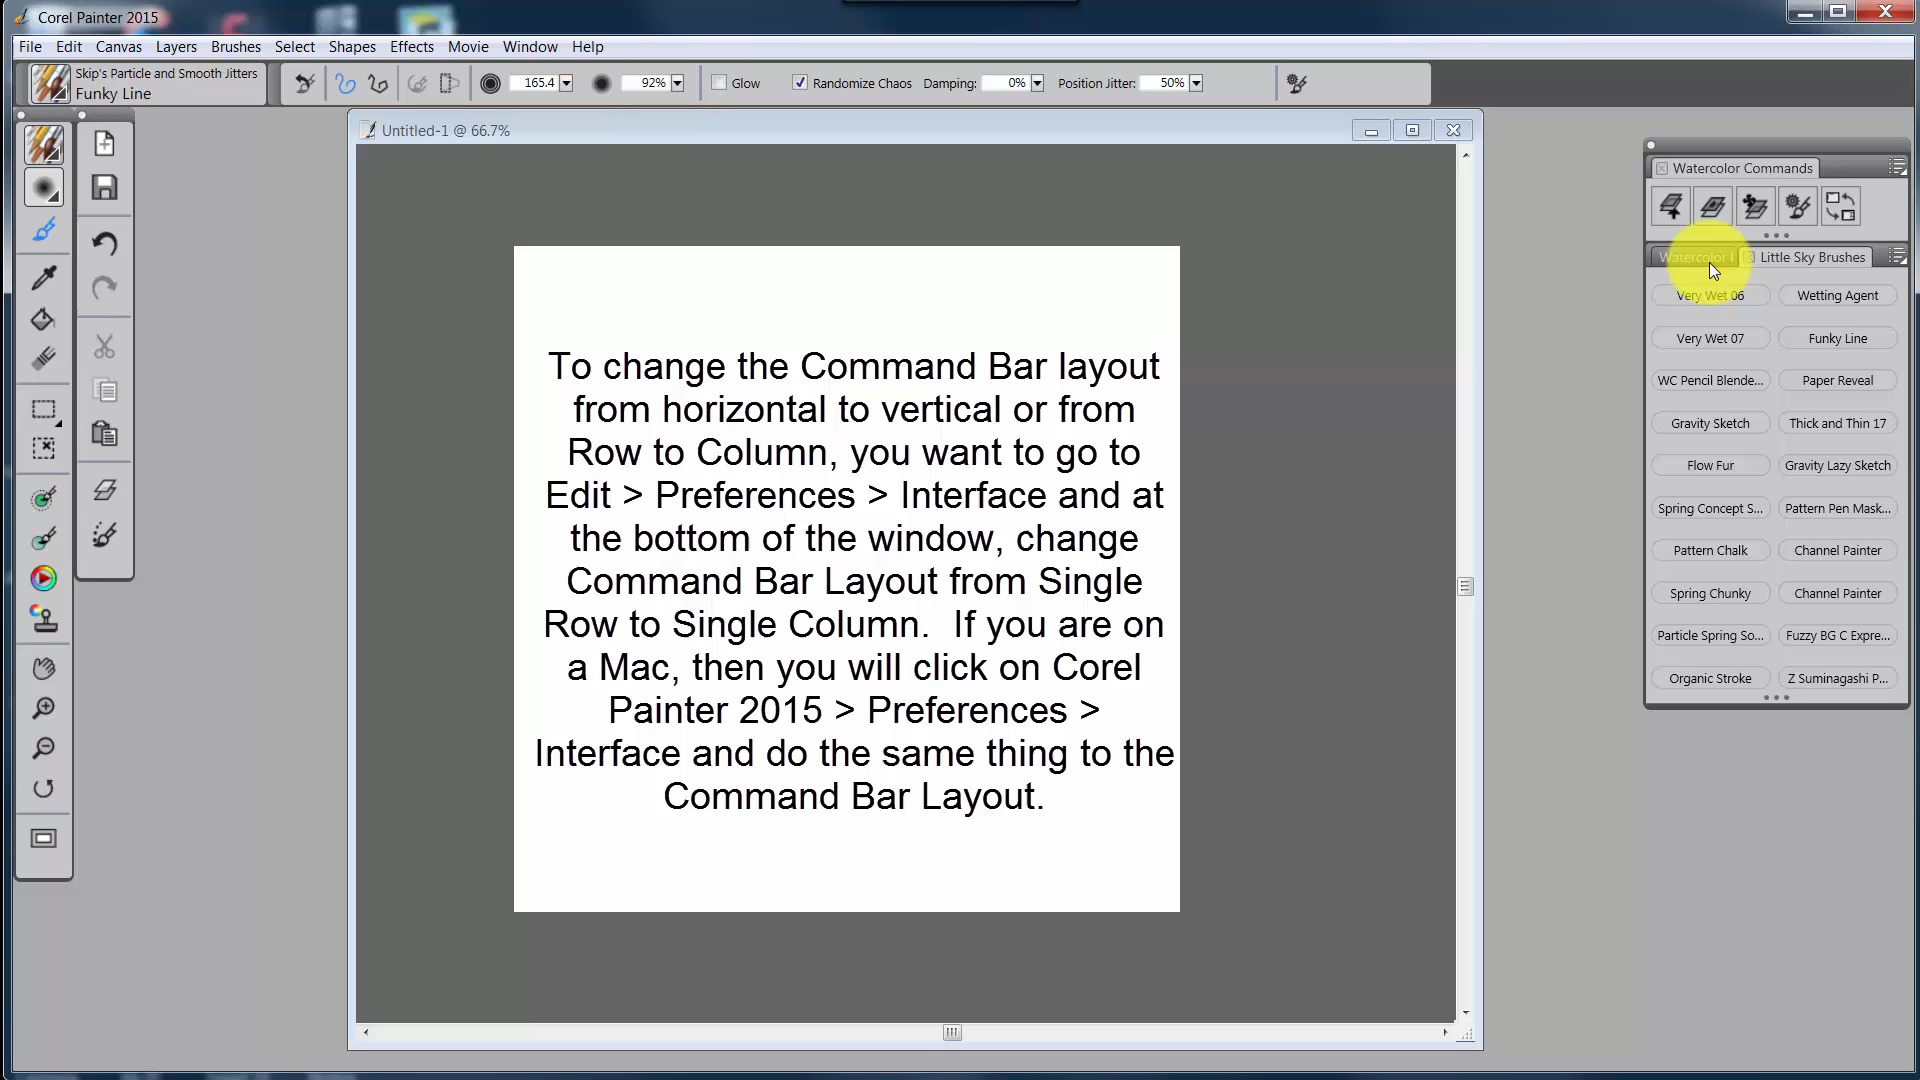 Corel Painter 2015
File Edit Canvas Layers Brushes Select Shapes Effects Movie Window Help
Skip's Particle and Smooth Jitters
Funky Line
165.4 92% Glow Randomize Chaos Damping: 0% Position Jitter: 50%
Untitled-1 @ 66.7%
To change the Command Bar layout
from horizontal to vertical or from
Row to Column, you want to go to
Edit > Preferences > Interface and at
the bottom of the window, change
Command Bar Layout from Single
Row to Single Column.  If you are on
a Mac, then you will click on Corel
Painter 2015 > Preferences >
Interface and do the same thing to the
Command Bar Layout.
Watercolor Commands
Watercolor Little Sky Brushes
Very Wet 06 Wetting Agent
Very Wet 07 Funky Line
WC Pencil Blende... Paper Reveal
Gravity Sketch Thick and Thin 17
Flow Fur Gravity Lazy Sketch
Spring Concept S... Pattern Pen Mask...
Pattern Chalk Channel Painter
Spring Chunky Channel Painter
Particle Spring So... Fuzzy BG C Expre...
Organic Stroke Z Suminagashi P...